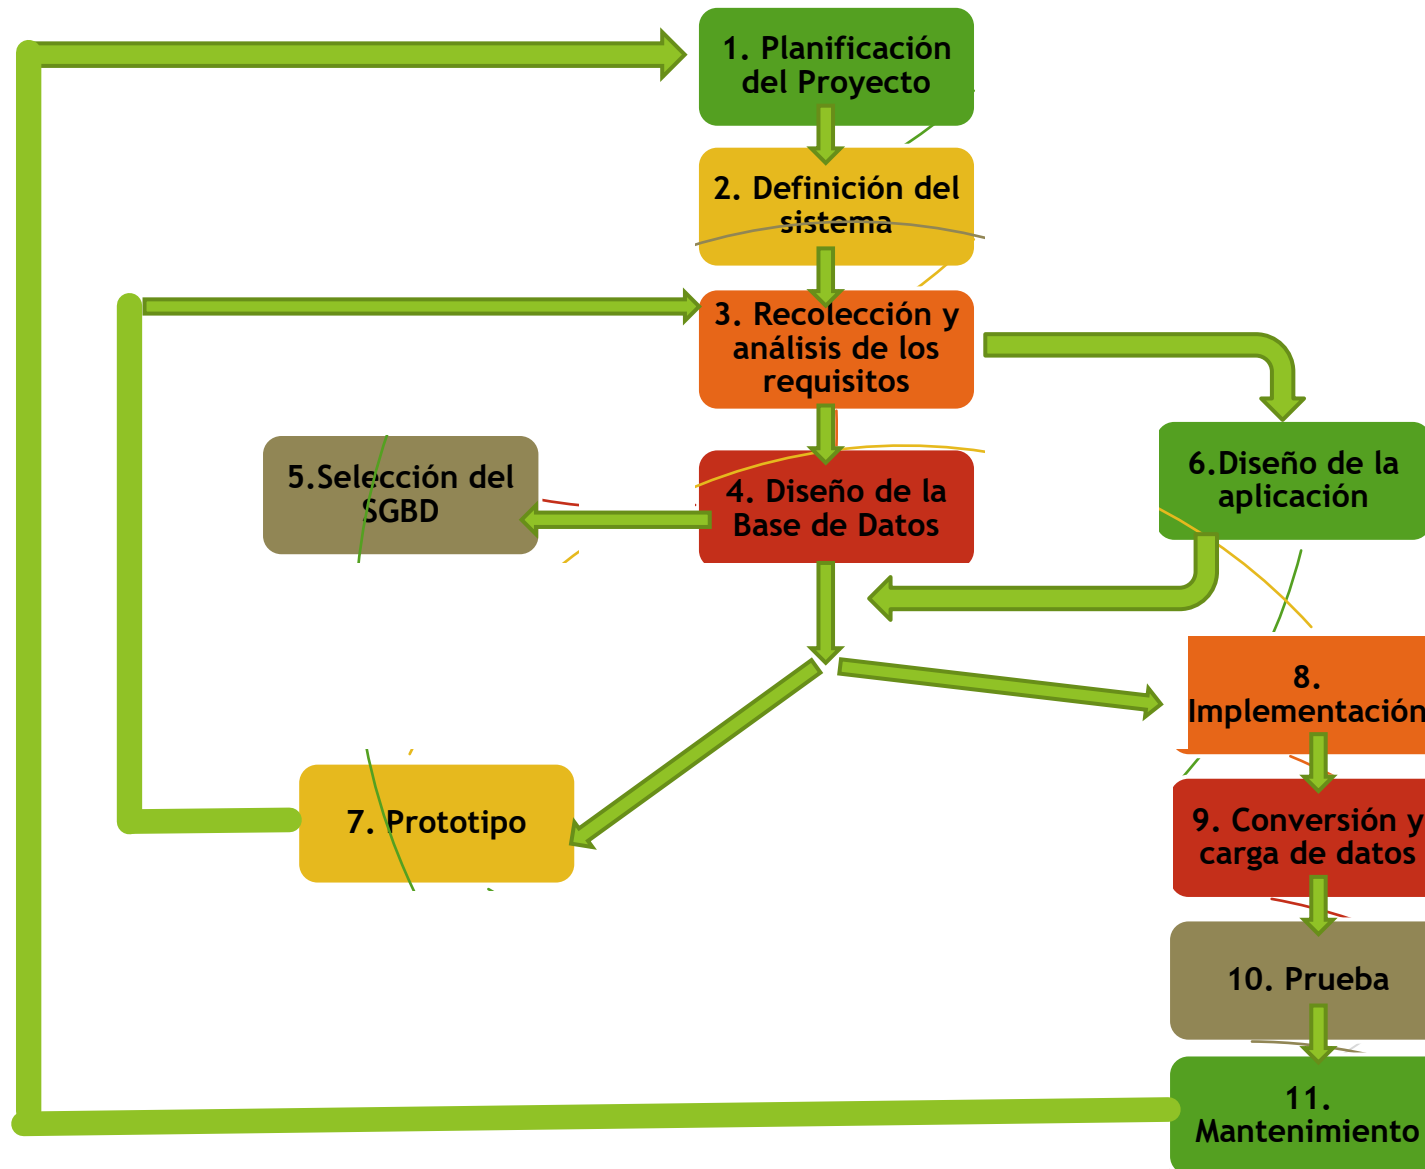 1. Planificación
del Proyecto
2. Definición del
sistema
3. Recolección y
análisis de los
requisitos
4. Diseño de la
Base de Datos
5.Selección del
SGBD
6.Diseño de la
aplicación
7. Prototipo
8.
Implementación
9. Conversión y
carga de datos
10. Prueba
11.
Mantenimiento